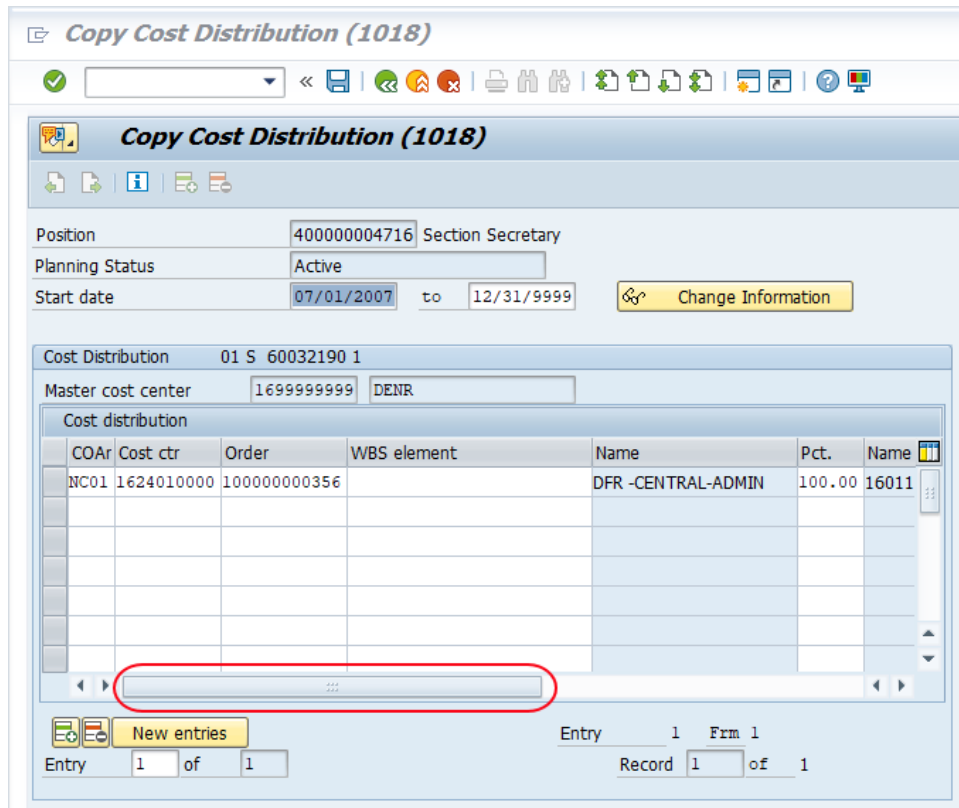 Copy Cost Distribution (1018)
Copy Cost Distribution (1018)
Position 400000004716 Section Secretary
Planning Status Active
Start date 07/01/2007 to 12/31/9999 Change Information
Cost Distribution 01 S 60032190 1
Master cost center 1699999999 DENR
Cost distribution
COAr Cost ctr Order WBS element Name Pct. Name
NC01 1624010000 100000000356 DFR -CENTRAL-ADMIN 100.00 16011
New entries Entry 1 Frm 1
Entry 1 of 1 Record 1 of 1